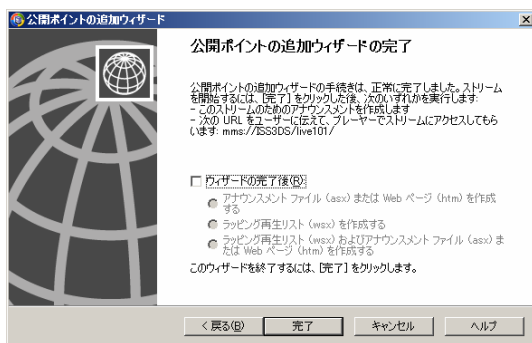 公開ポイントの追加ウィザード
公開ポイントの追加ウィザードの完了
公開ポイントの追加ウィザードの手続きは、正常に完了しました。ストリーム
を開始するには、[完了] をクリックした後、次のいずれかを実行します:
- このストリームのためのアナウンスメントを作成します
- 次の URL をユーザーに伝えて、プレーヤーでストリームにアクセスしてもら
います: mms://ISS3DS/live101/
ウィザードの完了後(R):
アナウンスメント ファイル (asx) または Web ページ (htm) を作成
する
ラッピング再生リスト (wsx) を作成する
ラッピング再生リスト (wsx) およびアナウンスメント ファイル (asx) ま
たは Web ページ (htm) を作成する
このウィザードを終了するには、[完了] をクリックします。
< 戻る(B)
完了
キャンセル
ヘルプ